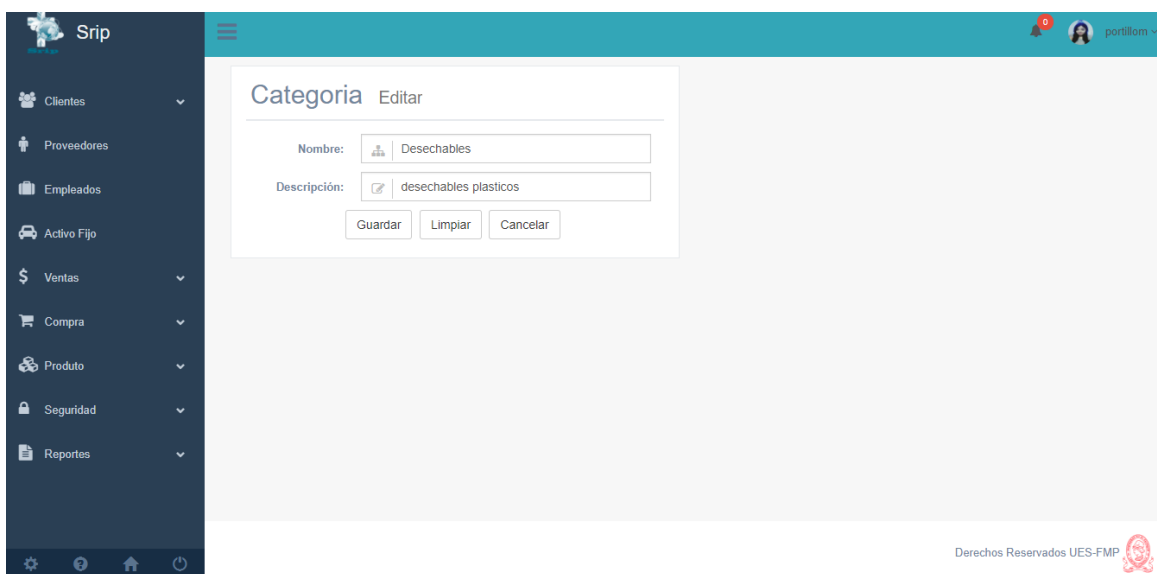 Srip
0
portillom
Clientes
Proveedores
Empleados
Activo Fijo
Ventas
Compra
Produto
Seguridad
Reportes
Categoria Editar
Nombre: Desechables
Descripción: desechables plasticos
Guardar Limpiar Cancelar
Derechos Reservados UES-FMP